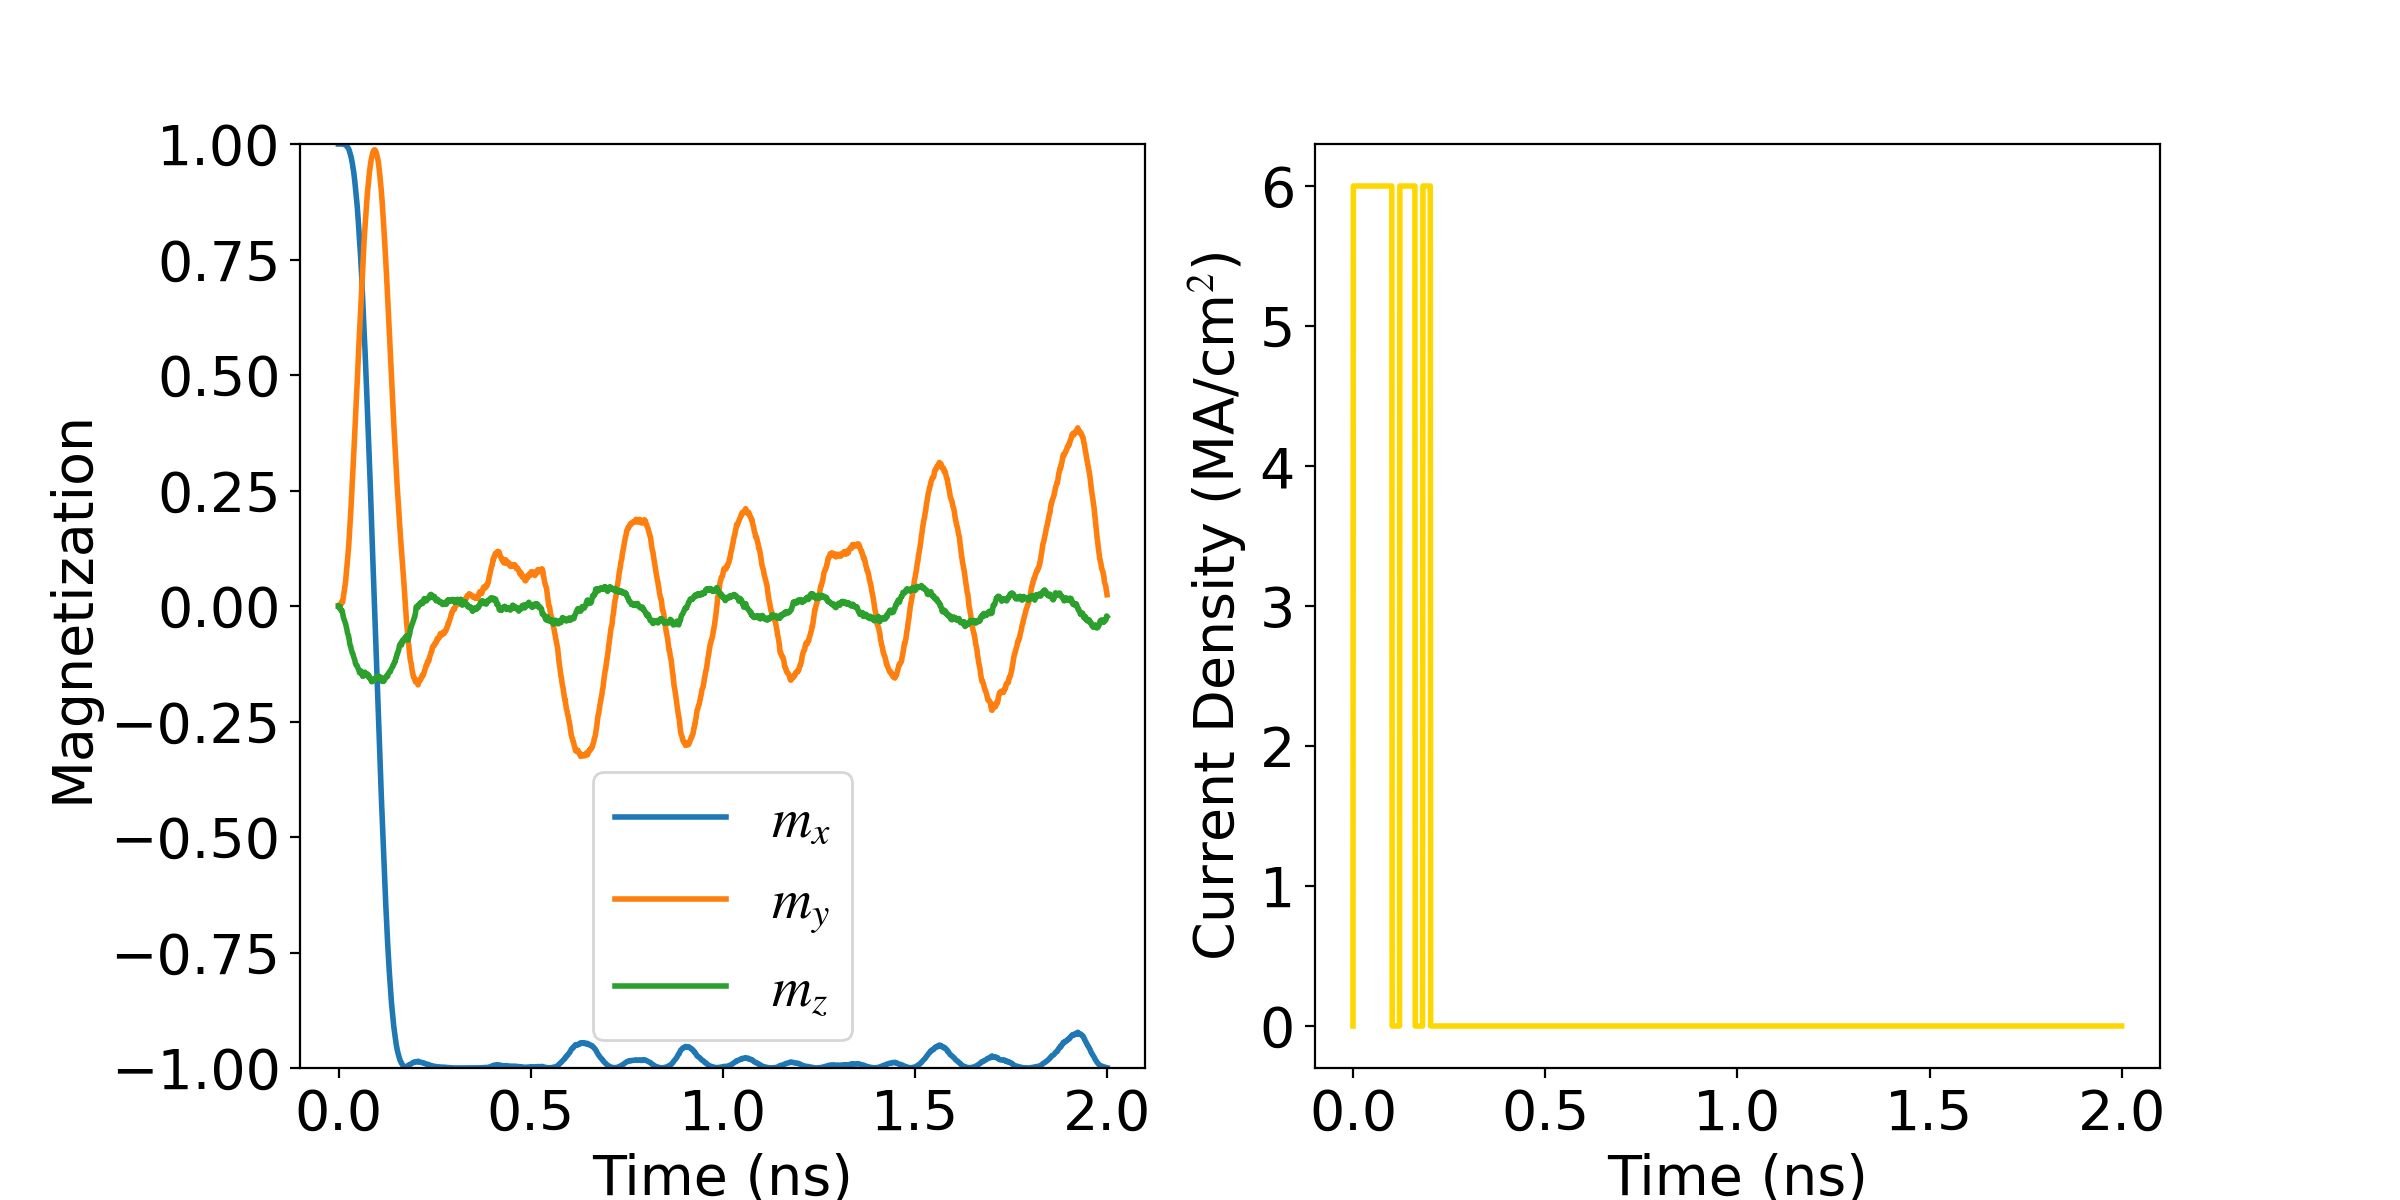 Magnetization
1.00
0.75
0.50
0.25
0.00
−0.25
−0.50
−0.75
−1.00
0.0 0.5 1.0 1.5 2.0
Time (ns)
m_x
m_y
m_z
Current Density (MA/cm²)
6
5
4
3
2
1
0
0.0 0.5 1.0 1.5 2.0
Time (ns)